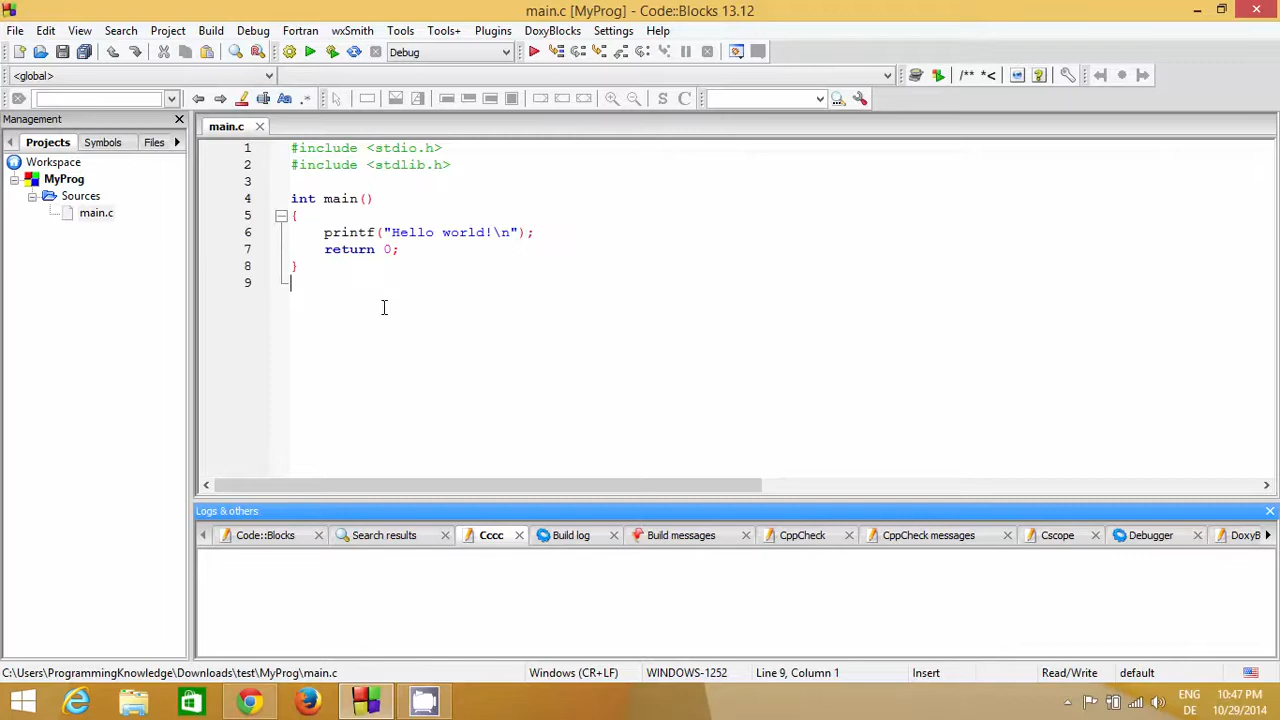 main.c [MyProg] - Code::Blocks 13.12
File Edit View Search Project Build Debug Fortran wxSmith Tools Tools+ Plugins DoxyBlocks Settings Help
Debug
<global>
/** *<
Aa .*
S C
Management
Projects Symbols Files
Workspace
MyProg
Sources
main.c
main.c
1 #include <stdio.h>
2 #include <stdlib.h>
3
4 int main()
5 {
6 printf("Hello world!\n");
7 return 0;
8 }
9
Logs & others
Code::Blocks Search results Cccc Build log Build messages CppCheck CppCheck messages Cscope Debugger DoxyB
C:\Users\ProgrammingKnowledge\Downloads\test\MyProg\main.c Windows (CR+LF) WINDOWS-1252 Line 9, Column 1 Insert Read/Write default
ENG 10:47 PM
DE 10/29/2014